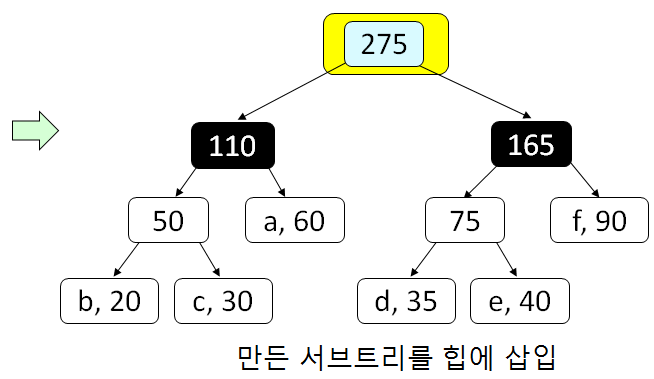 275
110
165
50
a, 60
75
f, 90
b, 20
c, 30
d, 35
e, 40
만든 서브트리를 힙에 삽입